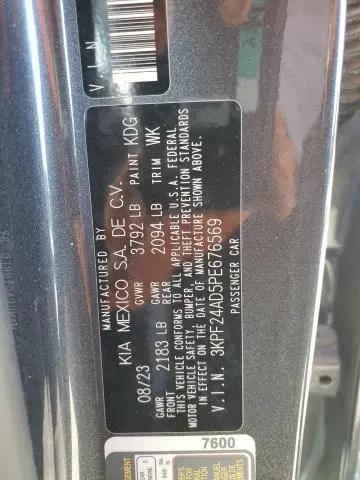 V I N
MANUFACTURED BY
KIA MEXICO S.A. DE C.V.
08/23 GVWR 3792 LB PAINT KDG
GAWR FRONT 2183 LB GAWR REAR 2094 LB TRIM WK
THIS VEHICLE CONFORMS TO ALL APPLICABLE U.S.A. FEDERAL
MOTOR VEHICLE SAFETY, BUMPER, AND THEFT PREVENTION STANDARDS
IN EFFECT ON THE DATE OF MANUFACTURE SHOWN ABOVE.
V.I.N. 3KPF24AD5PE676569
PASSENGER CAR
7600